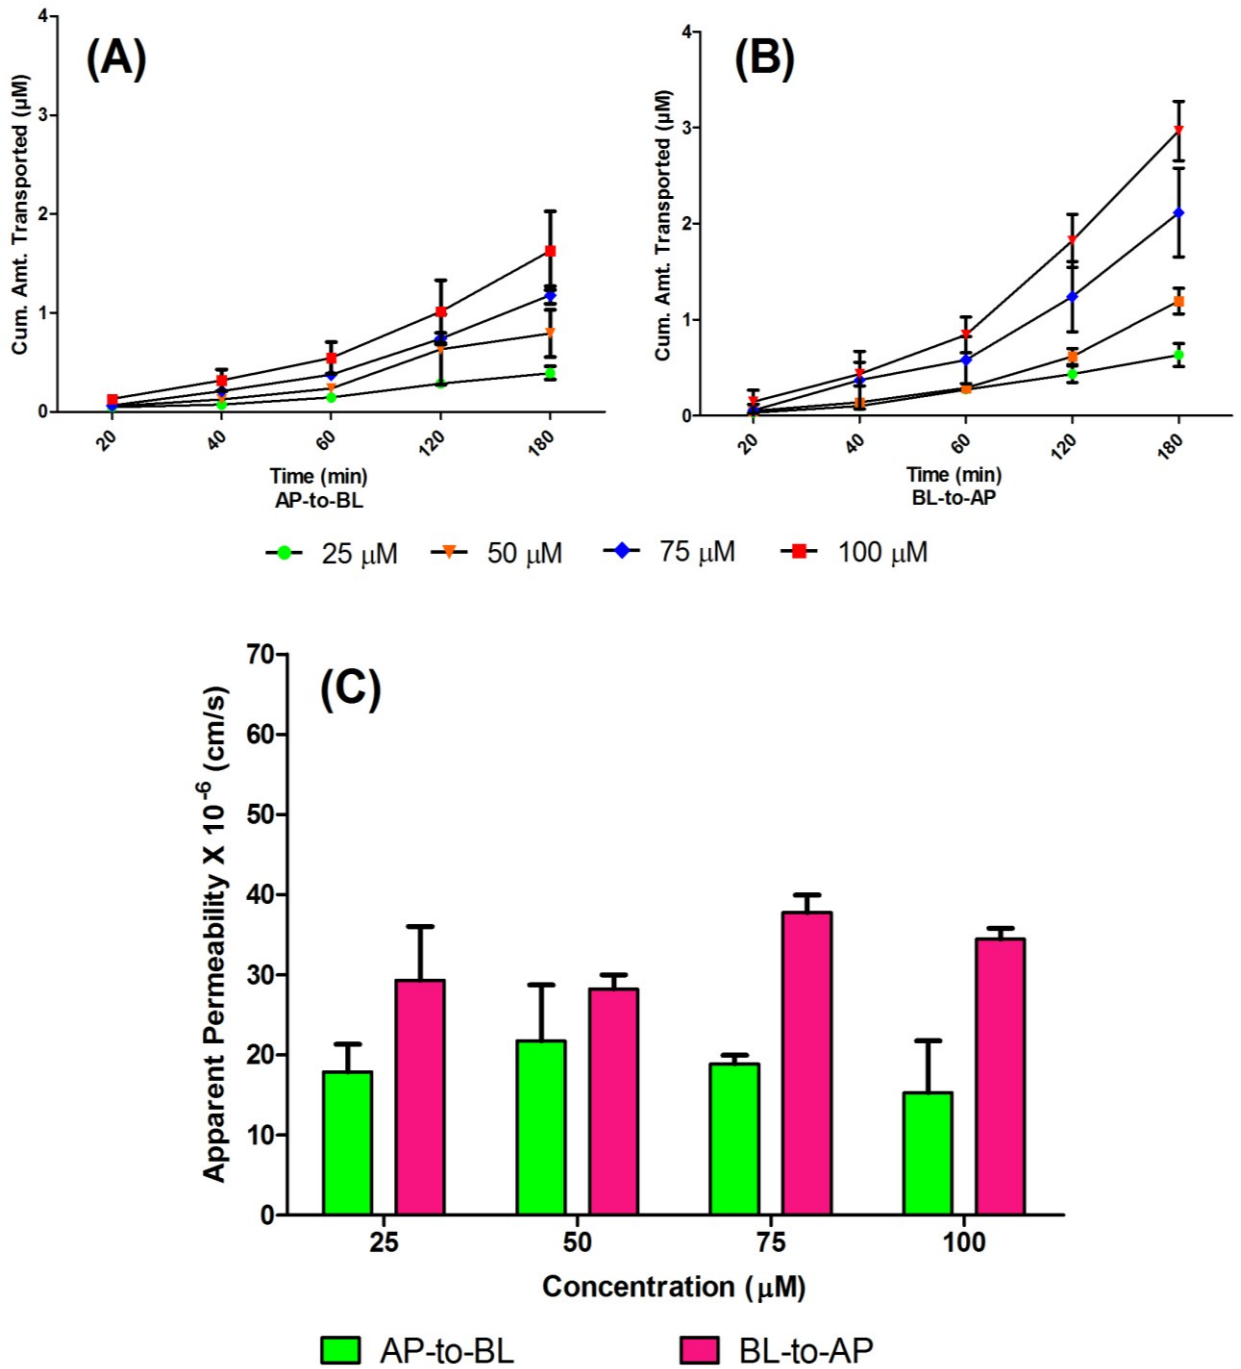 (A)
Cum. Amt. Transported (µM)
4
3
2
1
0
20 40 60 120 180
Time (min)
AP-to-BL
(B)
Cum. Amt. Transported (µM)
4
3
2
1
0
20 40 60 120 180
Time (min)
BL-to-AP
25 µM 50 µM 75 µM 100 µM
(C)
Apparent Permeability X 10⁻⁶ (cm/s)
70
60
50
40
30
20
10
0
25 50 75 100
Concentration (µM)
AP-to-BL BL-to-AP